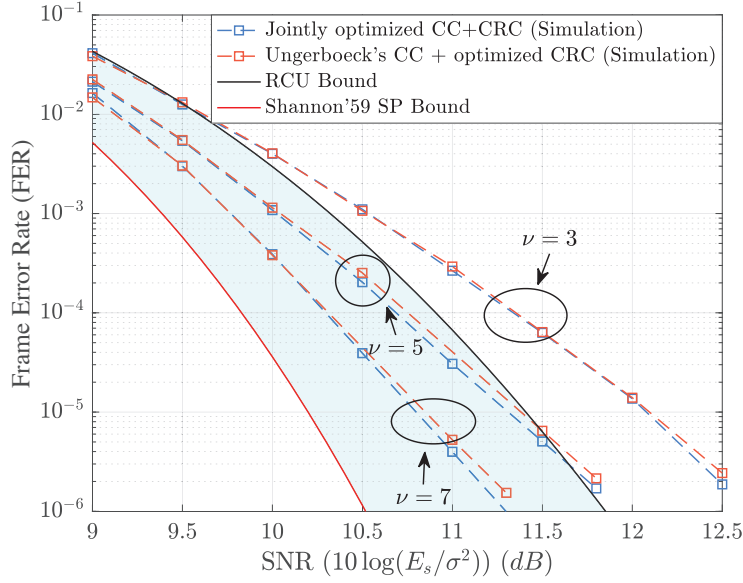 Jointly optimized CC+CRC (Simulation)
Ungerboeck's CC + optimized CRC (Simulation)
RCU Bound
Shannon'59 SP Bound
Frame Error Rate (FER)
10⁻¹
10⁻²
10⁻³
10⁻⁴
10⁻⁵
10⁻⁶
ν = 3
ν = 5
ν = 7
9 9.5 10 10.5 11 11.5 12 12.5
SNR (10 log(Eₛ/σ²)) (dB)